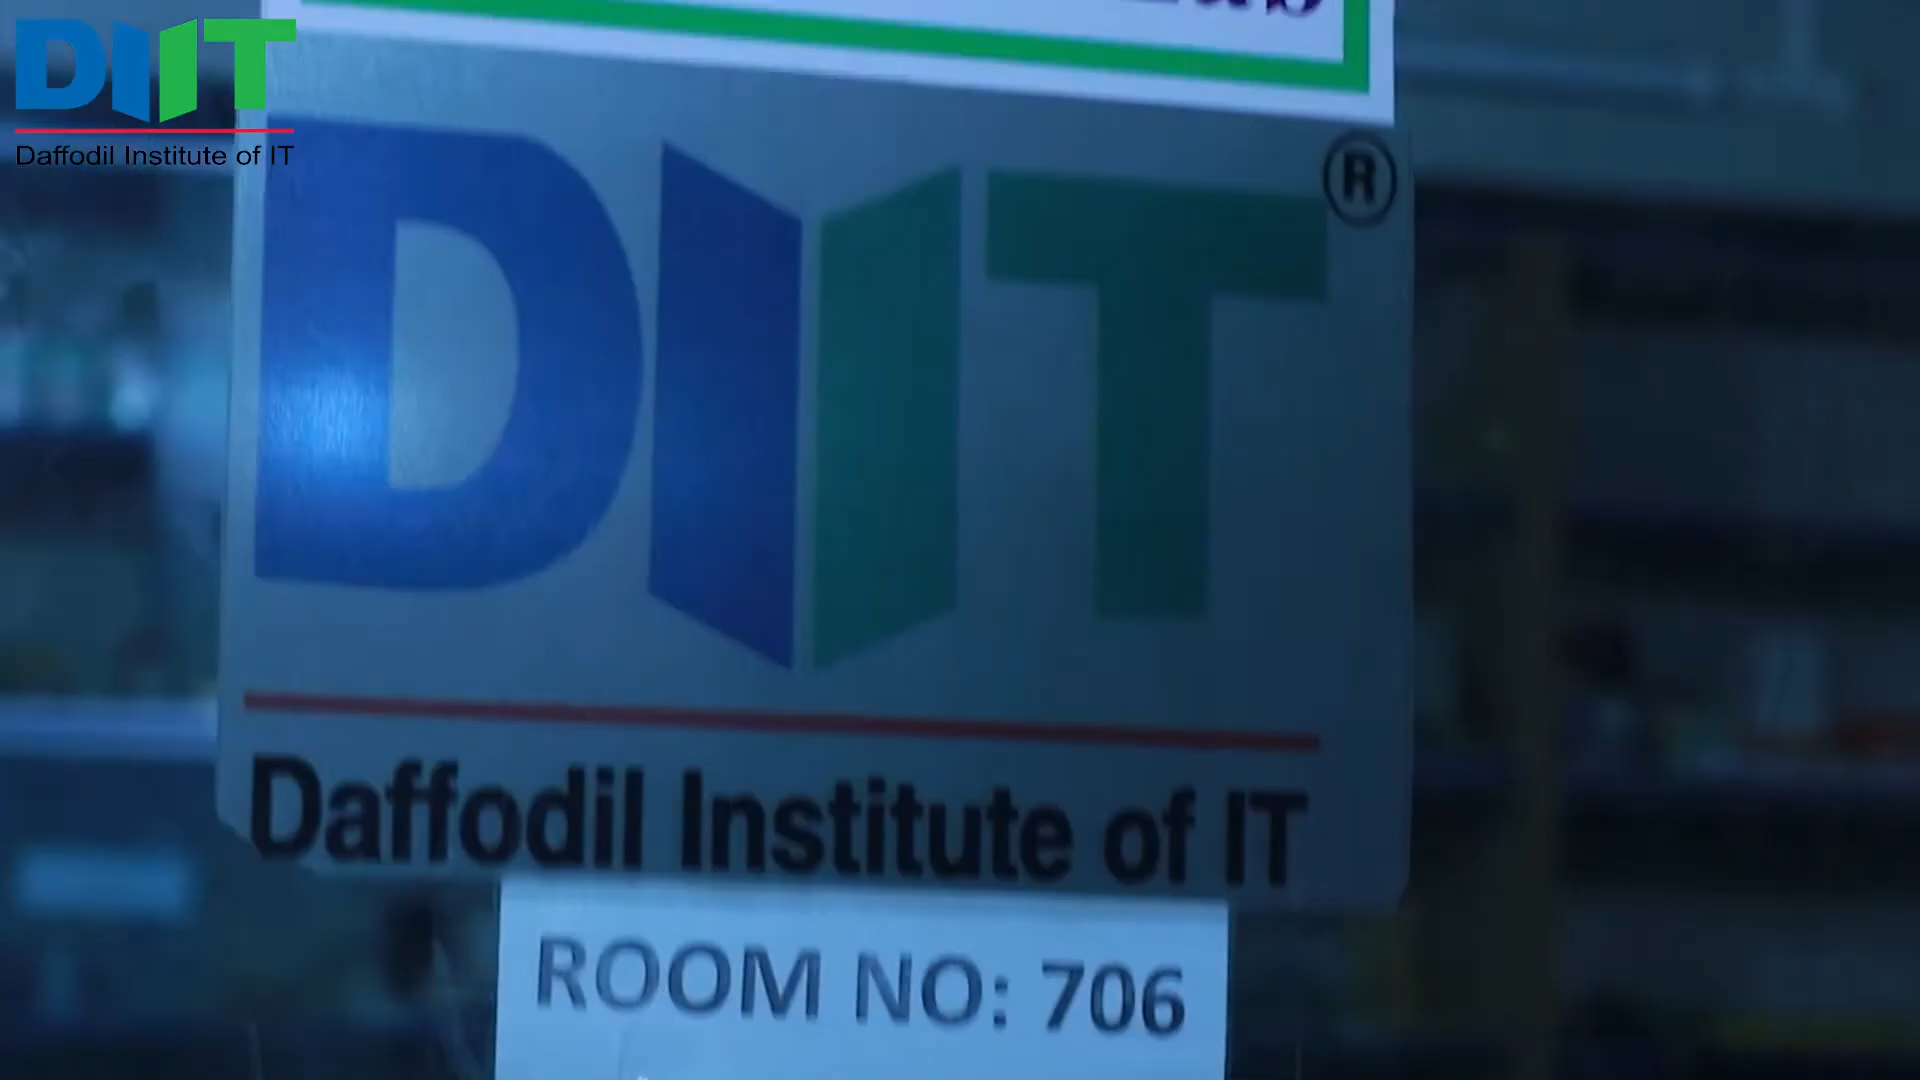 DIIT
Daffodil Institute of IT
DIIT®
Daffodil Institute of IT
ROOM NO: 706